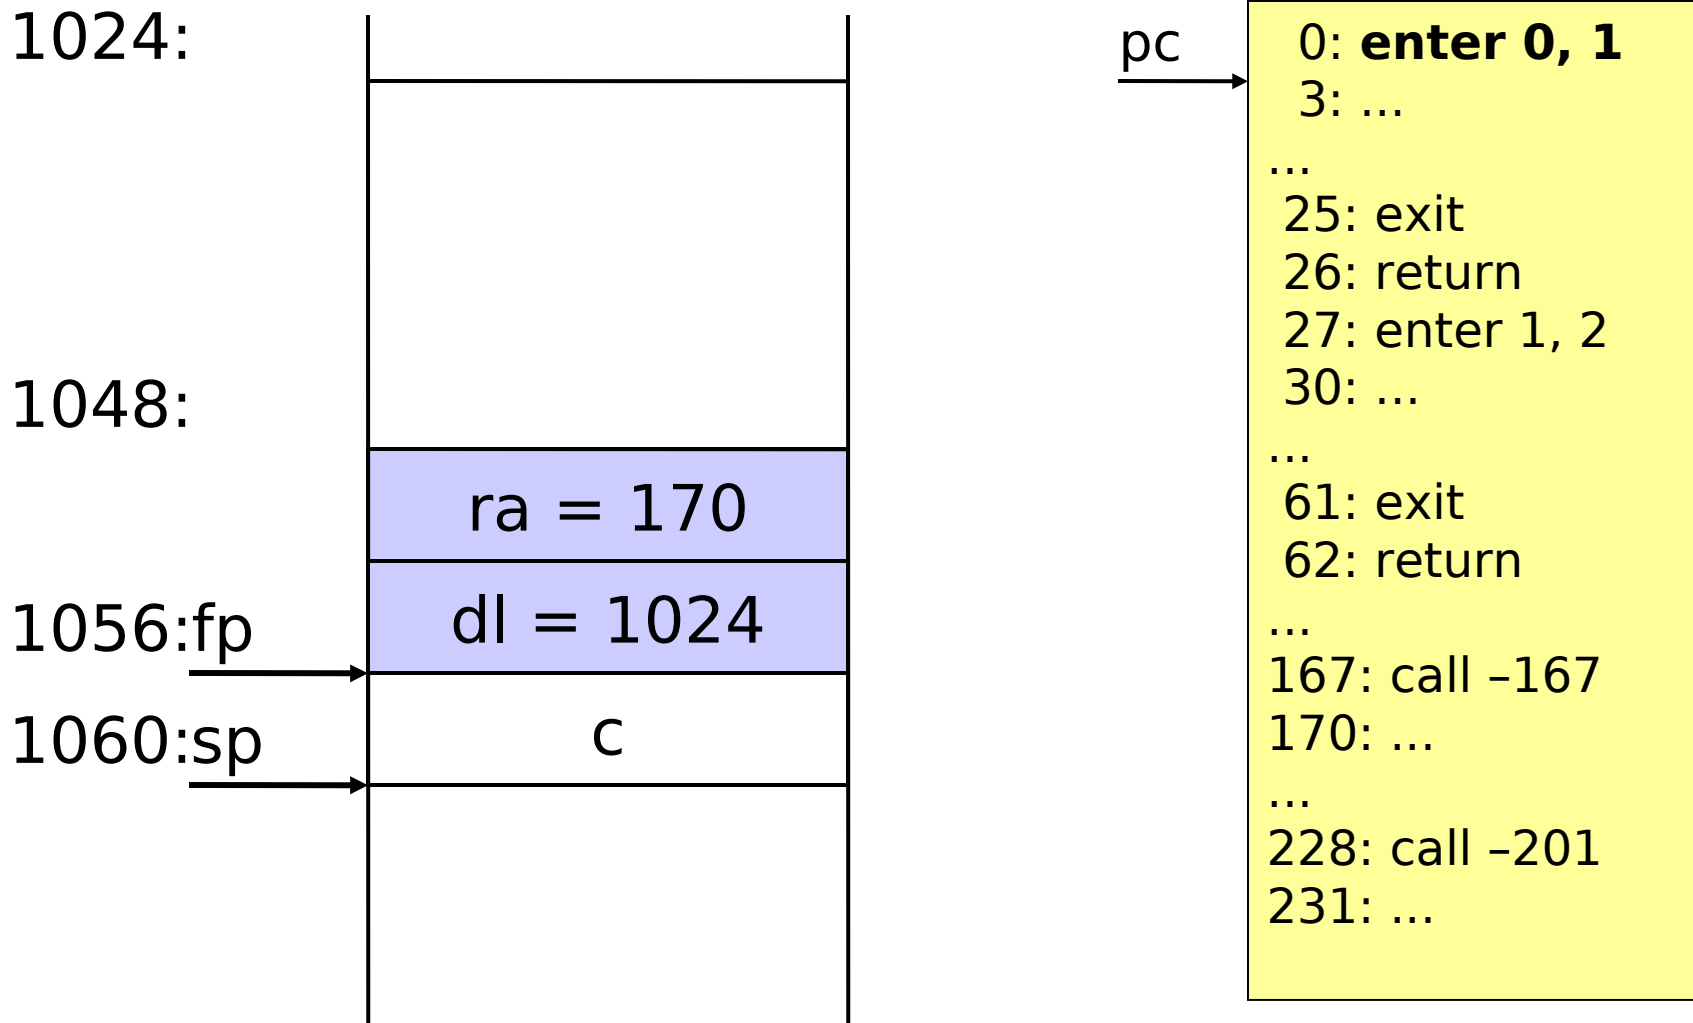 1024:
1048:
ra = 170
dl = 1024
1056:fp
c
1060:sp
pc
0: enter 0, 1
3: ...
...
25: exit
26: return
27: enter 1, 2
30: ...
...
61: exit
62: return
...
167: call –167
170: ...
...
228: call –201
231: ...